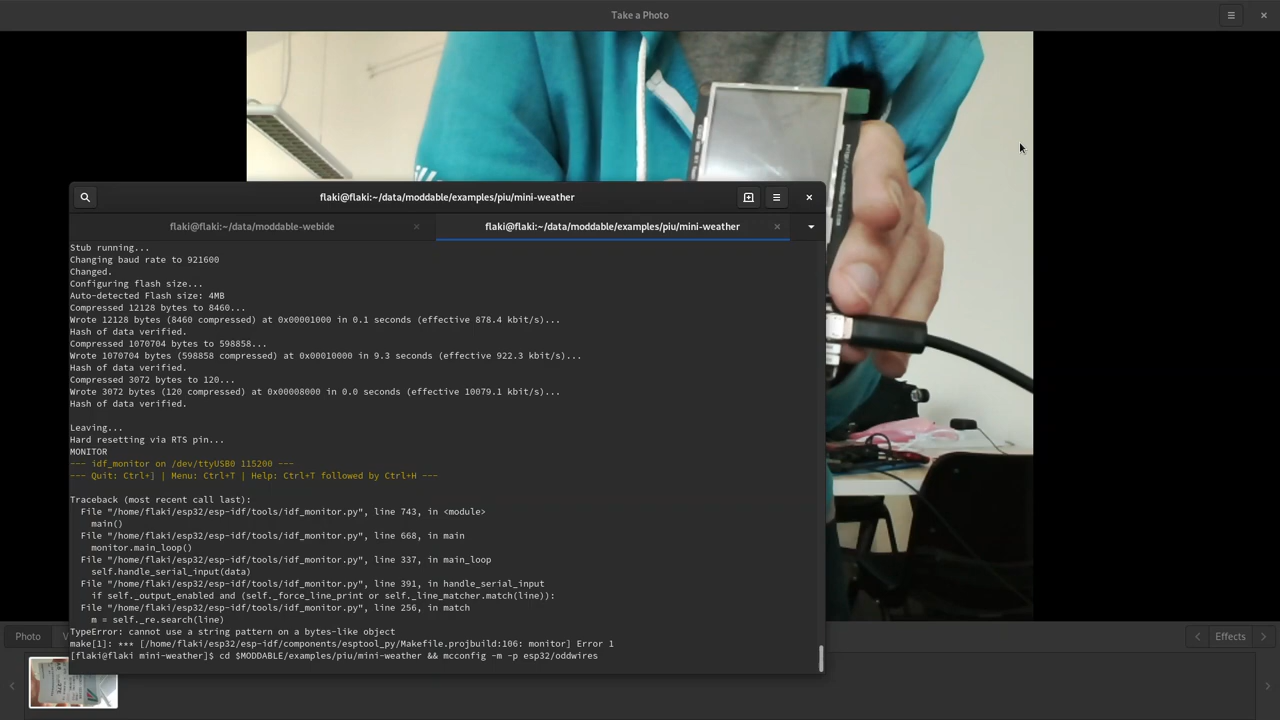 Take a Photo
flaki@flaki:~/data/moddable/examples/piu/mini-weather
flaki@flaki:~/data/moddable-webide
flaki@flaki:~/data/moddable/examples/piu/mini-weather
Stub running...
Changing baud rate to 921600
Changed.
Configuring flash size...
Auto-detected Flash size: 4MB
Compressed 12128 bytes to 8460...
Wrote 12128 bytes (8460 compressed) at 0x00001000 in 0.1 seconds (effective 878.4 kbit/s)...
Hash of data verified.
Compressed 1070704 bytes to 598858...
Wrote 1070704 bytes (598858 compressed) at 0x00010000 in 9.3 seconds (effective 922.3 kbit/s)...
Hash of data verified.
Compressed 3072 bytes to 120...
Wrote 3072 bytes (120 compressed) at 0x00008000 in 0.0 seconds (effective 10079.1 kbit/s)...
Hash of data verified.
Leaving...
Hard resetting via RTS pin...
MONITOR
--- idf_monitor on /dev/ttyUSB0 115200 ---
--- Quit: Ctrl+] | Menu: Ctrl+T | Help: Ctrl+T followed by Ctrl+H ---
Traceback (most recent call last):
File "/home/flaki/esp32/esp-idf/tools/idf_monitor.py", line 743, in <module>
main()
File "/home/flaki/esp32/esp-idf/tools/idf_monitor.py", line 668, in main
monitor.main_loop()
File "/home/flaki/esp32/esp-idf/tools/idf_monitor.py", line 337, in main_loop
self.handle_serial_input(data)
File "/home/flaki/esp32/esp-idf/tools/idf_monitor.py", line 391, in handle_serial_input
if self._output_enabled and (self._force_line_print or self._line_matcher.match(line)):
File "/home/flaki/esp32/esp-idf/tools/idf_monitor.py", line 256, in match
m = self._re.search(line)
TypeError: cannot use a string pattern on a bytes-like object
make[1]: *** [/home/flaki/esp32/esp-idf/components/esptool_py/Makefile.projbuild:106: monitor] Error 1
[flaki@flaki mini-weather]$ cd $MODDABLE/examples/piu/mini-weather && mcconfig -m -p esp32/oddwires
Photo
Effects